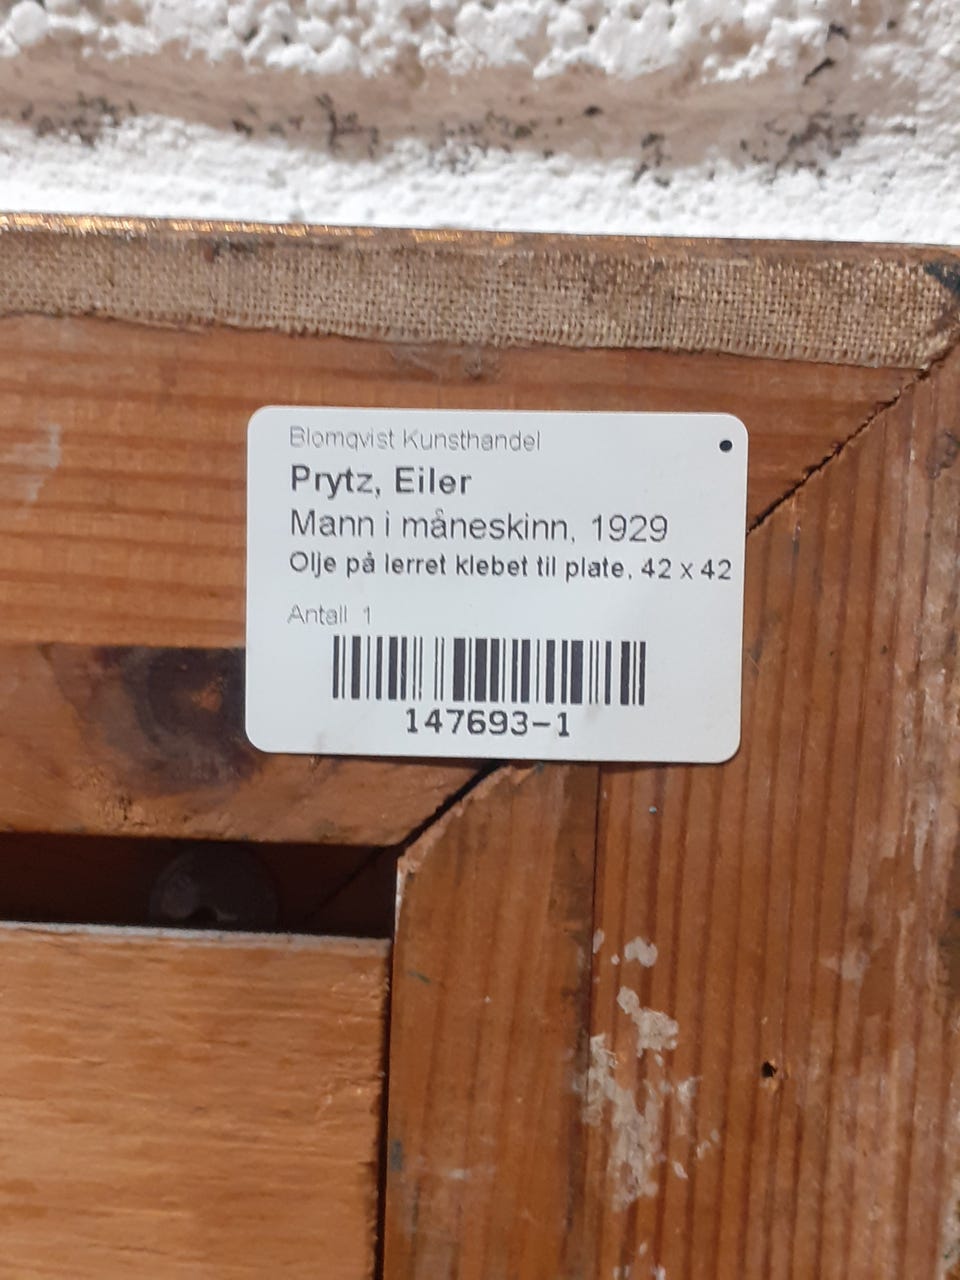 Blomqvist Kunsthandel
Prytz, Eiler
Mann i måneskinn, 1929
Olje på lerret klebet til plate, 42 x 42
Antall 1
147693-1